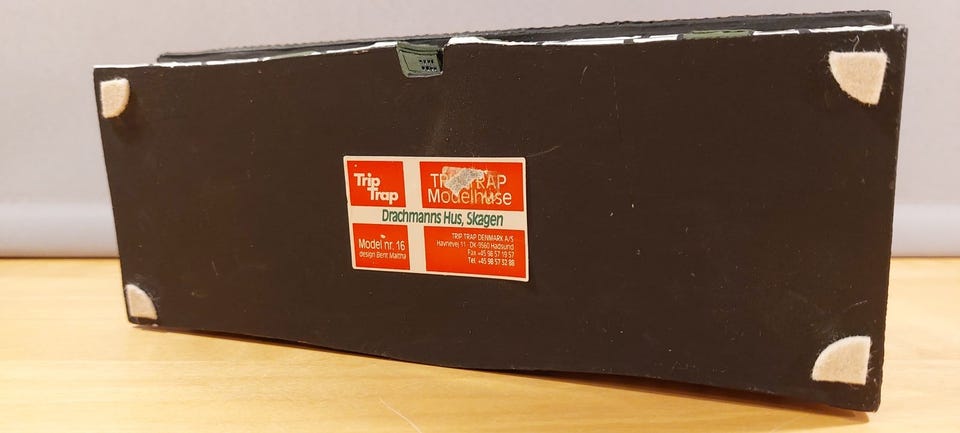 Trip
Trap
TRIP TRAP
Modelhuse
Drachmanns Hus, Skagen
Model nr. 16
design Bent Maltha
TRIP TRAP DENMARK A/S
Havnevej 11 · DK-9560 Hadsund
Fax +45 98 57 19 57
Tel. +45 98 57 32 88